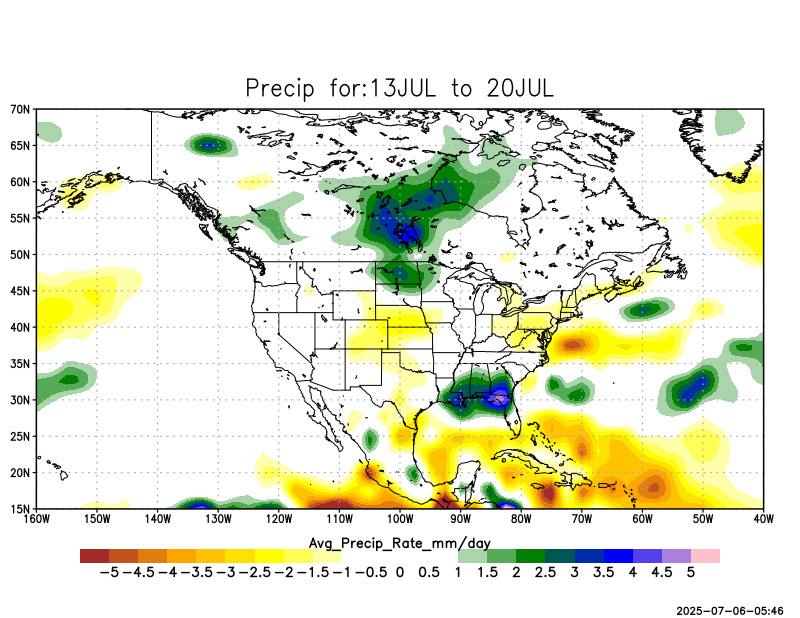 Precip for:13JUL to 20JUL
70N
65N
60N
55N
50N
45N
40N
35N
30N
25N
20N
15N
160W 150W 140W 130W 120W 110W 100W 90W 80W 70W 60W 50W 40W
Avg_Precip_Rate_mm/day
-5 -4.5 -4 -3.5 -3 -2.5 -2 -1.5 -1 -0.5 0 0.5 1 1.5 2 2.5 3 3.5 4 4.5 5
2025-07-06-05:46